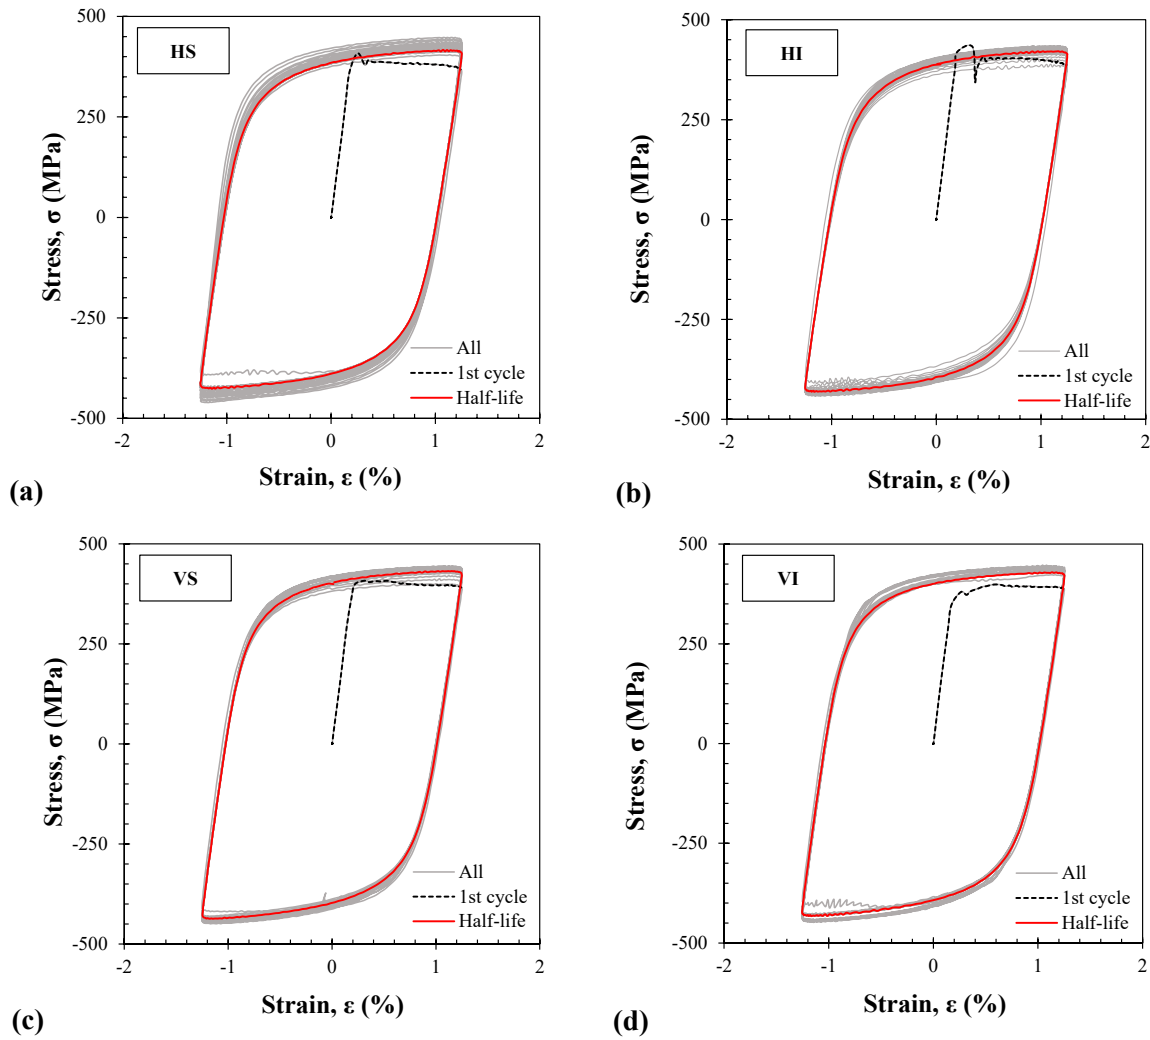 HS
500
250
0
-250
-500
-2
-1
0
1
2
Stress, σ (MPa)
Strain, ε (%)
All
1st cycle
Half-life
(a)
HI
500
250
0
-250
-500
-2
-1
0
1
2
Stress, σ (MPa)
Strain, ε (%)
All
1st cycle
Half-life
(b)
VS
500
250
0
-250
-500
-2
-1
0
1
2
Stress, σ (MPa)
Strain, ε (%)
All
1st cycle
Half-life
(c)
VI
500
250
0
-250
-500
-2
-1
0
1
2
Stress, σ (MPa)
Strain, ε (%)
All
1st cycle
Half-life
(d)